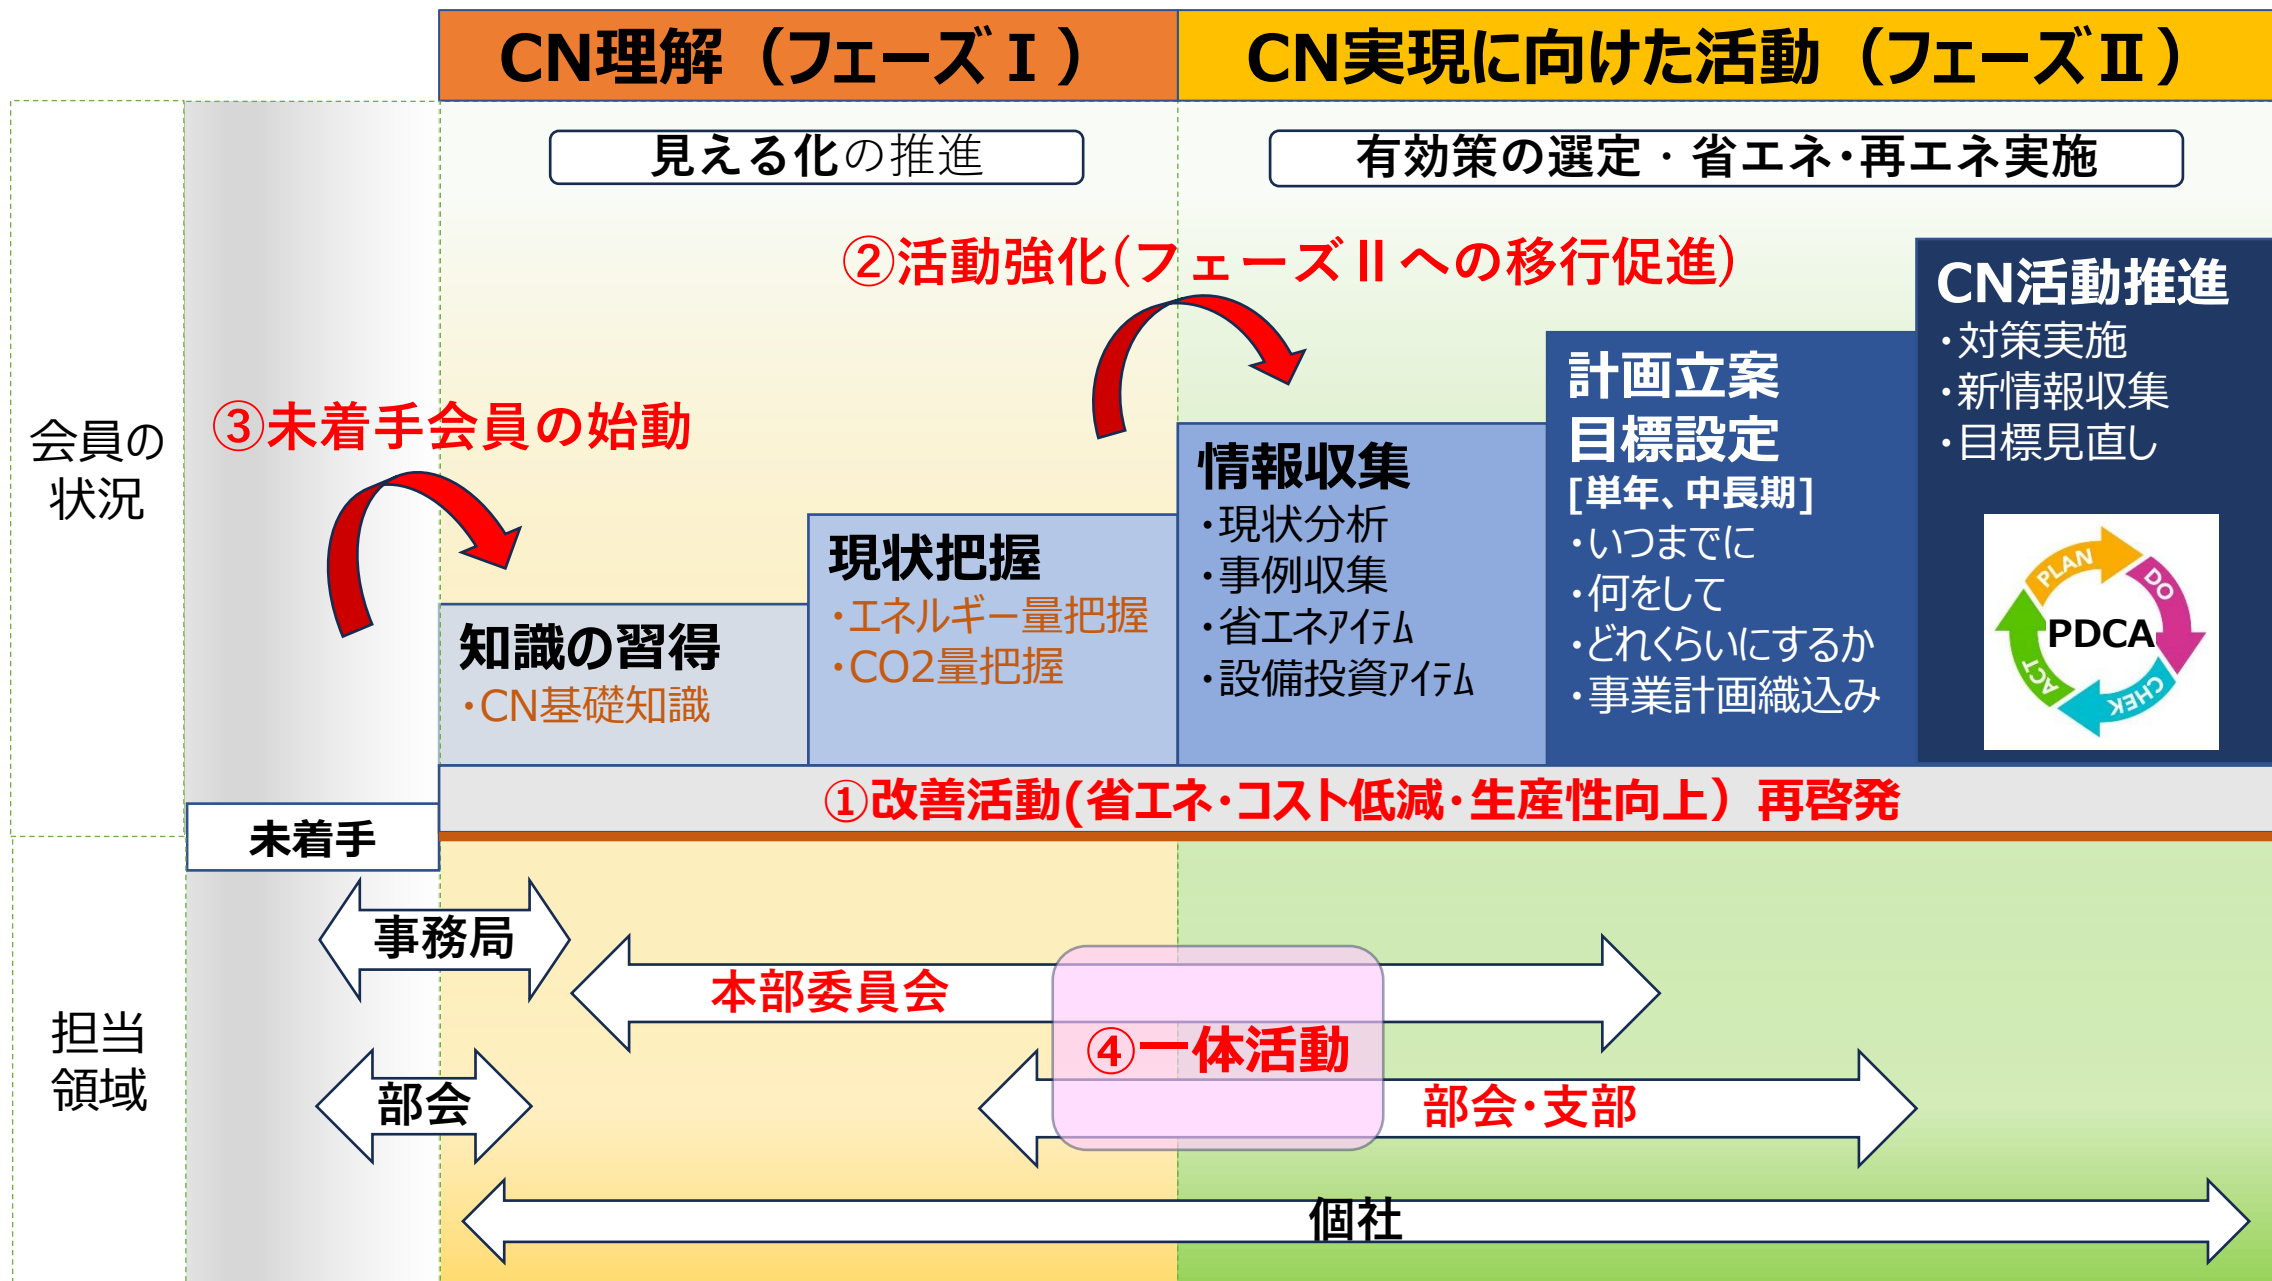 CN理解（フェーズⅠ）
CN実現に向けた活動（フェーズⅡ）
見える化の推進
有効策の選定・省エネ・再エネ実施
②活動強化(フェーズⅡへの移行促進)
③未着手会員の始動
会員の
状況
知識の習得
・CN基礎知識
現状把握
・エネルギー量把握
・CO2量把握
情報収集
・現状分析
・事例収集
・省エネｱｲﾃﾑ
・設備投資ｱｲﾃﾑ
計画立案
目標設定
[単年、中長期]
・いつまでに
・何をして
・どれくらいにするか
・事業計画織込み
CN活動推進
・対策実施
・新情報収集
・目標見直し
PLAN
DO
PDCA
CHEK
ACT
①改善活動(省エネ・コスト低減・生産性向上）再啓発
未着手
担当
領域
事務局
本部委員会
④一体活動
部会
部会・支部
個社